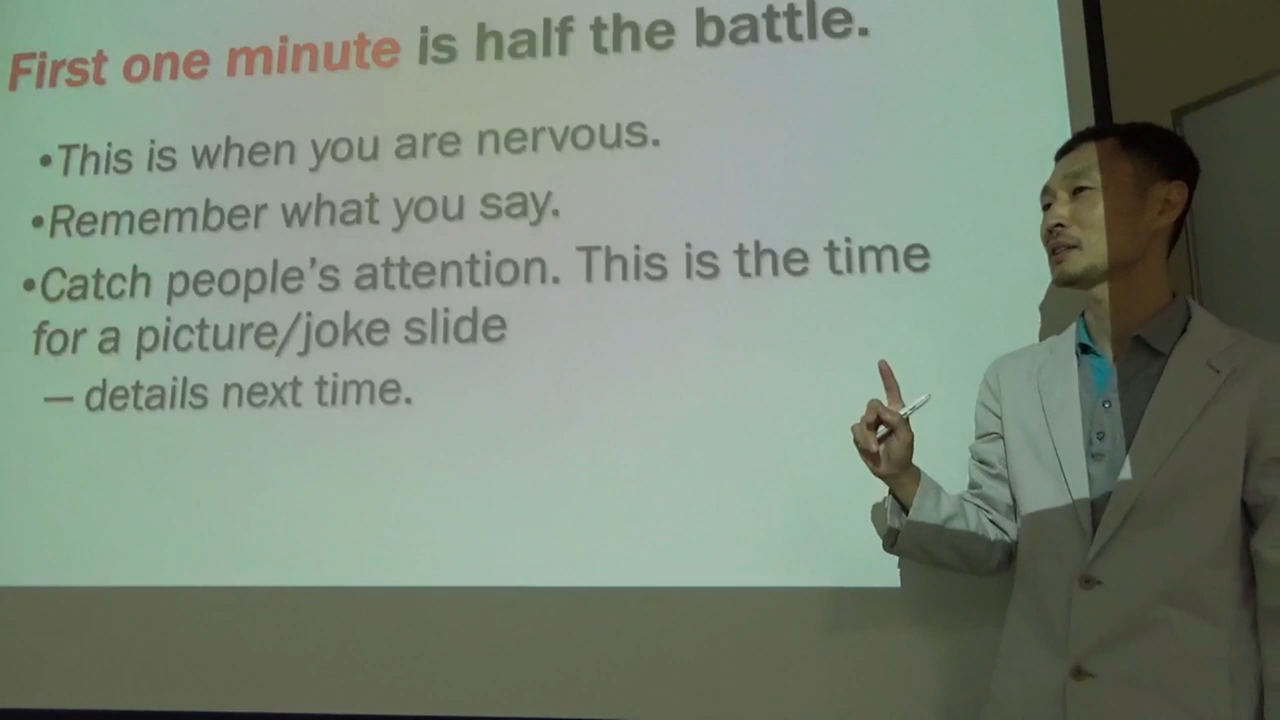 First one minute is half the battle.
•This is when you are nervous.
•Remember what you say.
•Catch people's attention. This is the time
for a picture/joke slide
— details next time.